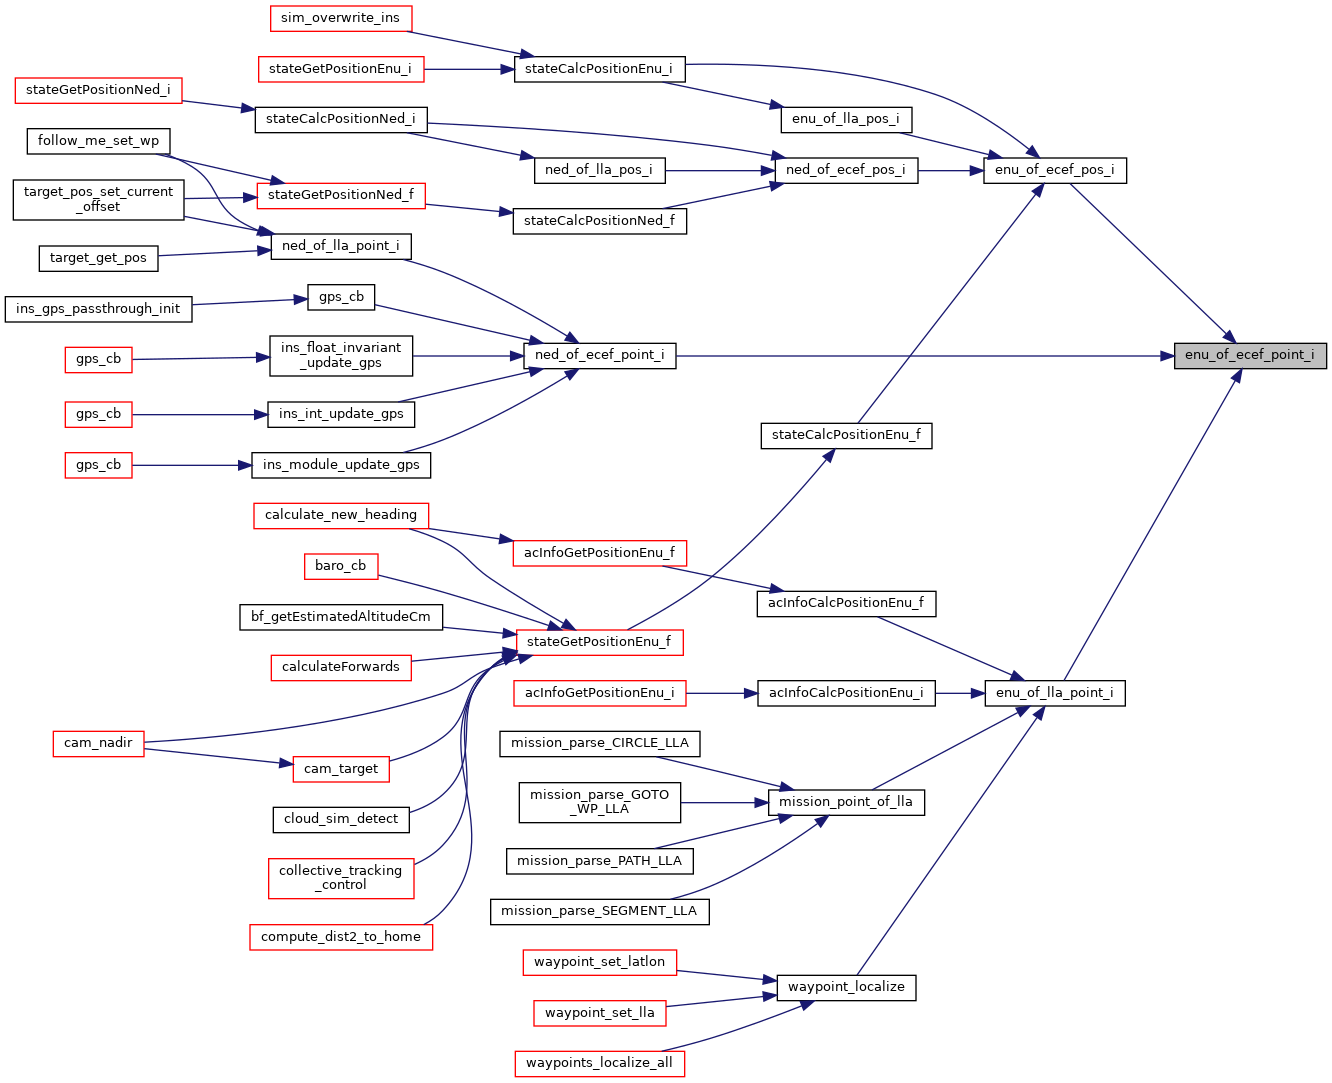 sim_overwrite_ins
stateGetPositionEnu_i
stateCalcPositionEnu_i
stateGetPositionNed_i
stateCalcPositionNed_i
enu_of_lla_pos_i
follow_me_set_wp
ned_of_lla_pos_i
ned_of_ecef_pos_i
enu_of_ecef_pos_i
target_pos_set_current
_offset
stateGetPositionNed_f
stateCalcPositionNed_f
ned_of_lla_point_i
target_get_pos
gps_cb
ins_gps_passthrough_init
ins_float_invariant
_update_gps
gps_cb
ned_of_ecef_point_i
enu_of_ecef_point_i
gps_cb
ins_int_update_gps
stateCalcPositionEnu_f
gps_cb
ins_module_update_gps
calculate_new_heading
acInfoGetPositionEnu_f
baro_cb
acInfoCalcPositionEnu_f
bf_getEstimatedAltitudeCm
stateGetPositionEnu_f
calculateForwards
acInfoGetPositionEnu_i
acInfoCalcPositionEnu_i
enu_of_lla_point_i
cam_nadir
mission_parse_CIRCLE_LLA
cam_target
mission_parse_GOTO
_WP_LLA
mission_point_of_lla
cloud_sim_detect
mission_parse_PATH_LLA
collective_tracking
_control
mission_parse_SEGMENT_LLA
compute_dist2_to_home
waypoint_set_latlon
waypoint_localize
waypoint_set_lla
waypoints_localize_all